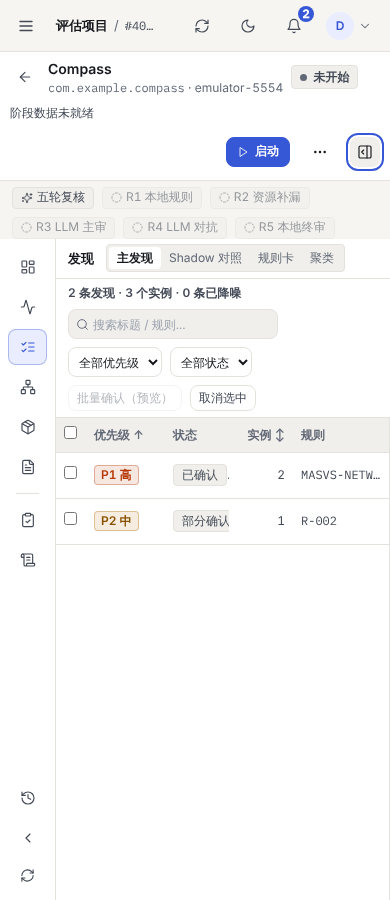 评估项目 / #40…
2
D
Compass
com.example.compass · emulator-5554
未开始
阶段数据未就绪
启动
五轮复核
R1 本地规则
R2 资源补漏
R3 LLM 主审
R4 LLM 对抗
R5 本地终审
发现
主发现
Shadow 对照
规则卡
聚类
2 条发现 · 3 个实例 · 0 条已降噪
搜索标题 / 规则…
全部优先级
全部状态
批量确认（预览）
取消选中
优先级 ↑ 状态 实例 规则
P1 高 已确认 2 MASVS-NETW…
P2 中 部分确认 1 R-002